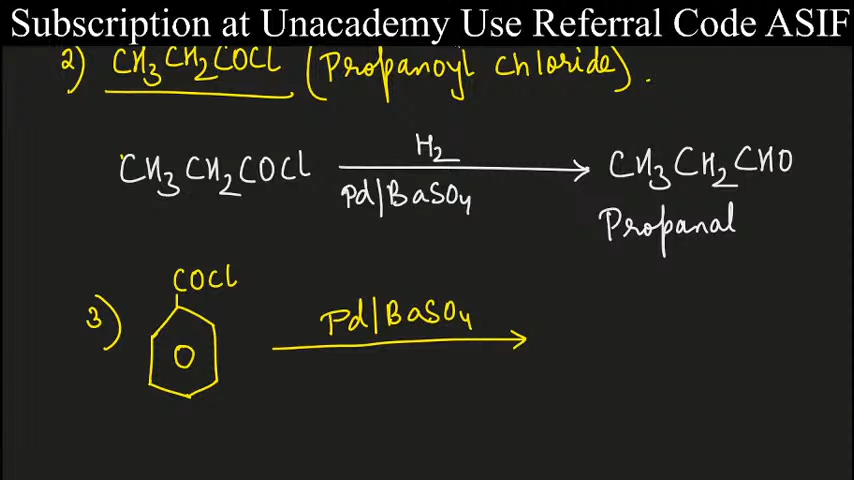 Subscription at Unacademy Use Referral Code ASIF
2) CH₃CH₂COCl (Propanoyl chloride).
H₂
CH₃CH₂COCl ⟶ CH₃CH₂CHO
Pd|BaSO₄
Propanal
COCl
3) Pd|BaSO₄ ⟶